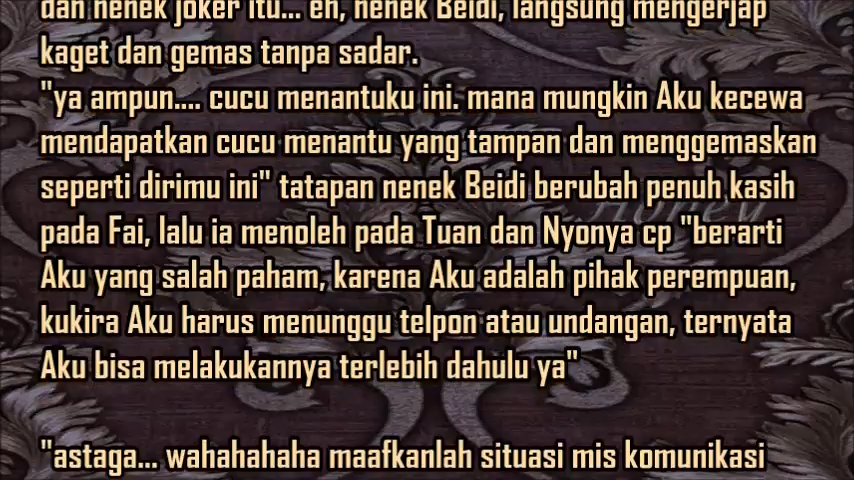 dan nenek joker itu... eh, nenek Beidi, langsung mengerjap
kaget dan gemas tanpa sadar.
"ya ampun.... cucu menantuku ini. mana mungkin Aku kecewa
mendapatkan cucu menantu yang tampan dan menggemaskan
seperti dirimu ini" tatapan nenek Beidi berubah penuh kasih
pada Fai, lalu ia menoleh pada Tuan dan Nyonya cp "berarti
Aku yang salah paham, karena Aku adalah pihak perempuan,
kukira Aku harus menunggu telpon atau undangan, ternyata
Aku bisa melakukannya terlebih dahulu ya"
"astaga... wahahahaha maafkanlah situasi mis komunikasi